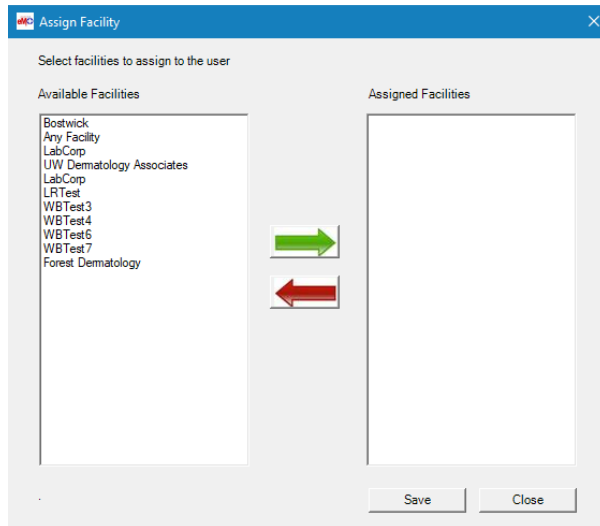 eMD Assign Facility
Select facilities to assign to the user
Available Facilities
Assigned Facilities
Bostwick
Any Facility
LabCorp
UW Dermatology Associates
LabCorp
LRTest
WBTest3
WBTest4
WBTest6
WBTest7
Forest Dermatology
.
Save
Close